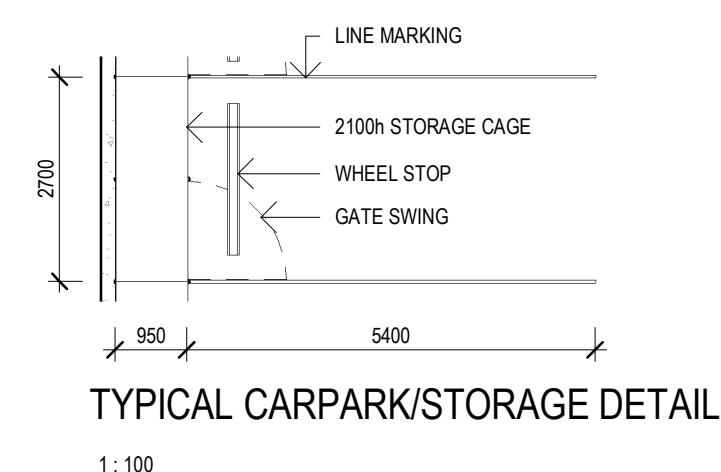 LINE MARKING
2100h STORAGE CAGE
WHEEL STOP
GATE SWING
2700
950
5400
TYPICAL CARPARK/STORAGE DETAIL
1 : 100